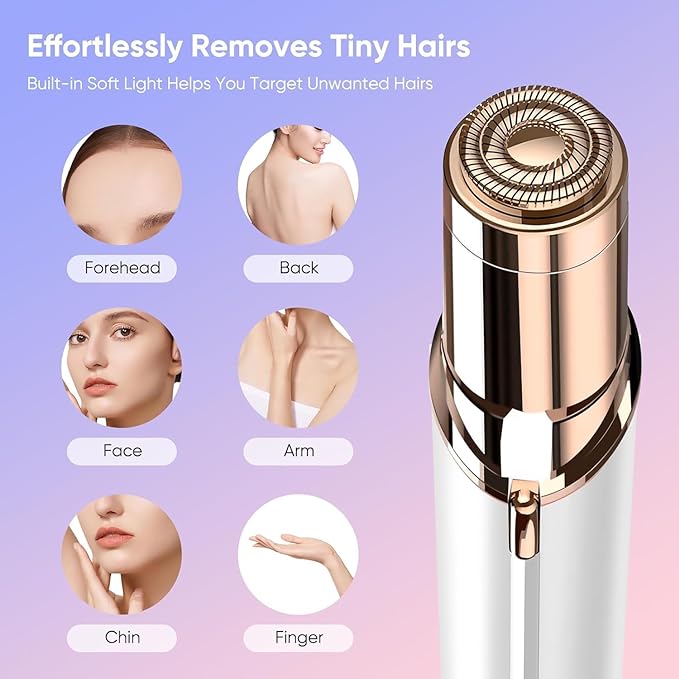 Effortlessly Removes Tiny Hairs
Built-in Soft Light Helps You Target Unwanted Hairs
Forehead
Back
Face
Arm
Chin
Finger